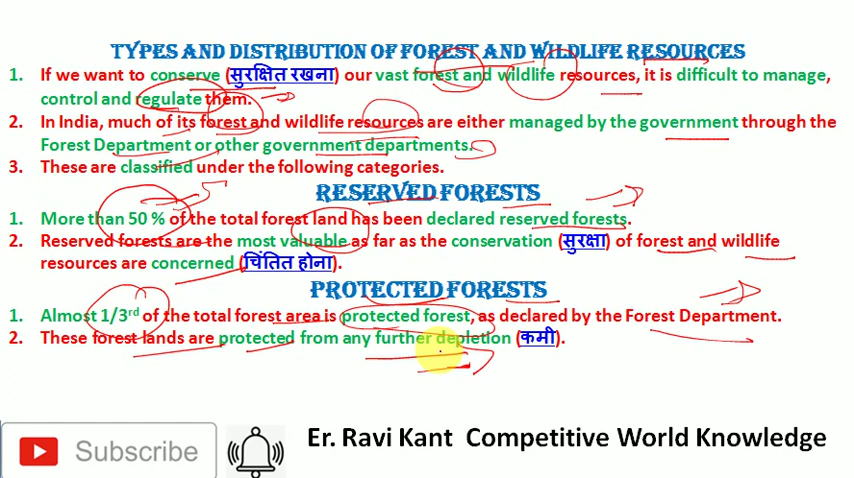 TYPES AND DISTRIBUTION OF FOREST AND WILDLIFE RESOURCES
1. If we want to conserve (सुरक्षित रखना) our vast forest and wildlife resources, it is difficult to manage,
control and regulate them.
2. In India, much of its forest and wildlife resources are either managed by the government through the
Forest Department or other government departments.
3. These are classified under the following categories.
RESERVED FORESTS
1. More than 50 % of the total forest land has been declared reserved forests.
2. Reserved forests are the most valuable as far as the conservation (सुरक्षा) of forest and wildlife
resources are concerned (चिंतित होना).
PROTECTED FORESTS
1. Almost 1/3rd of the total forest area is protected forest, as declared by the Forest Department.
2. These forest lands are protected from any further depletion (कमी).
Subscribe
Er. Ravi Kant Competitive World Knowledge